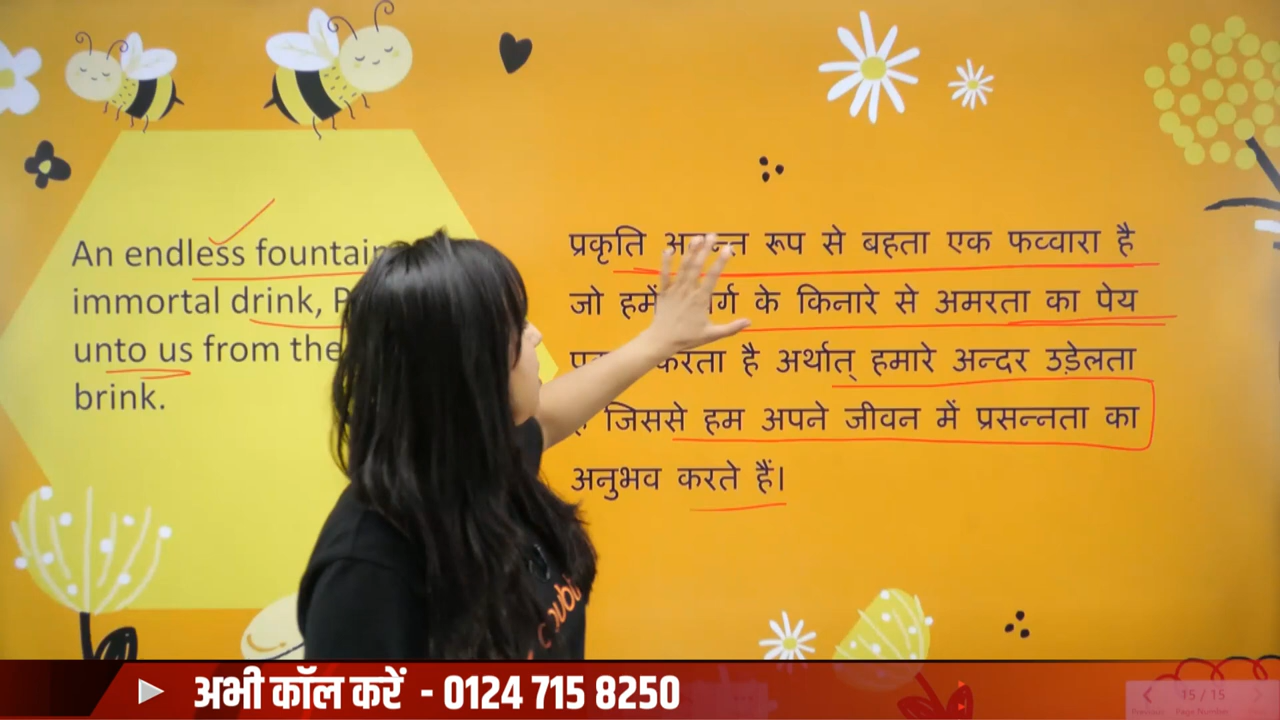 An endless fountain
immortal drink,
unto us from the
brink.
प्रकृति रूप से बहता एक फव्वारा है
जो हमें के किनारे से अमरता का पेय
करता है अर्थात् हमारे अन्दर उड़ेलता
जिससे हम अपने जीवन में प्रसन्नता का
अनुभव करते हैं।
अभी कॉल करें - 0124 715 8250
15 / 15
Page Number